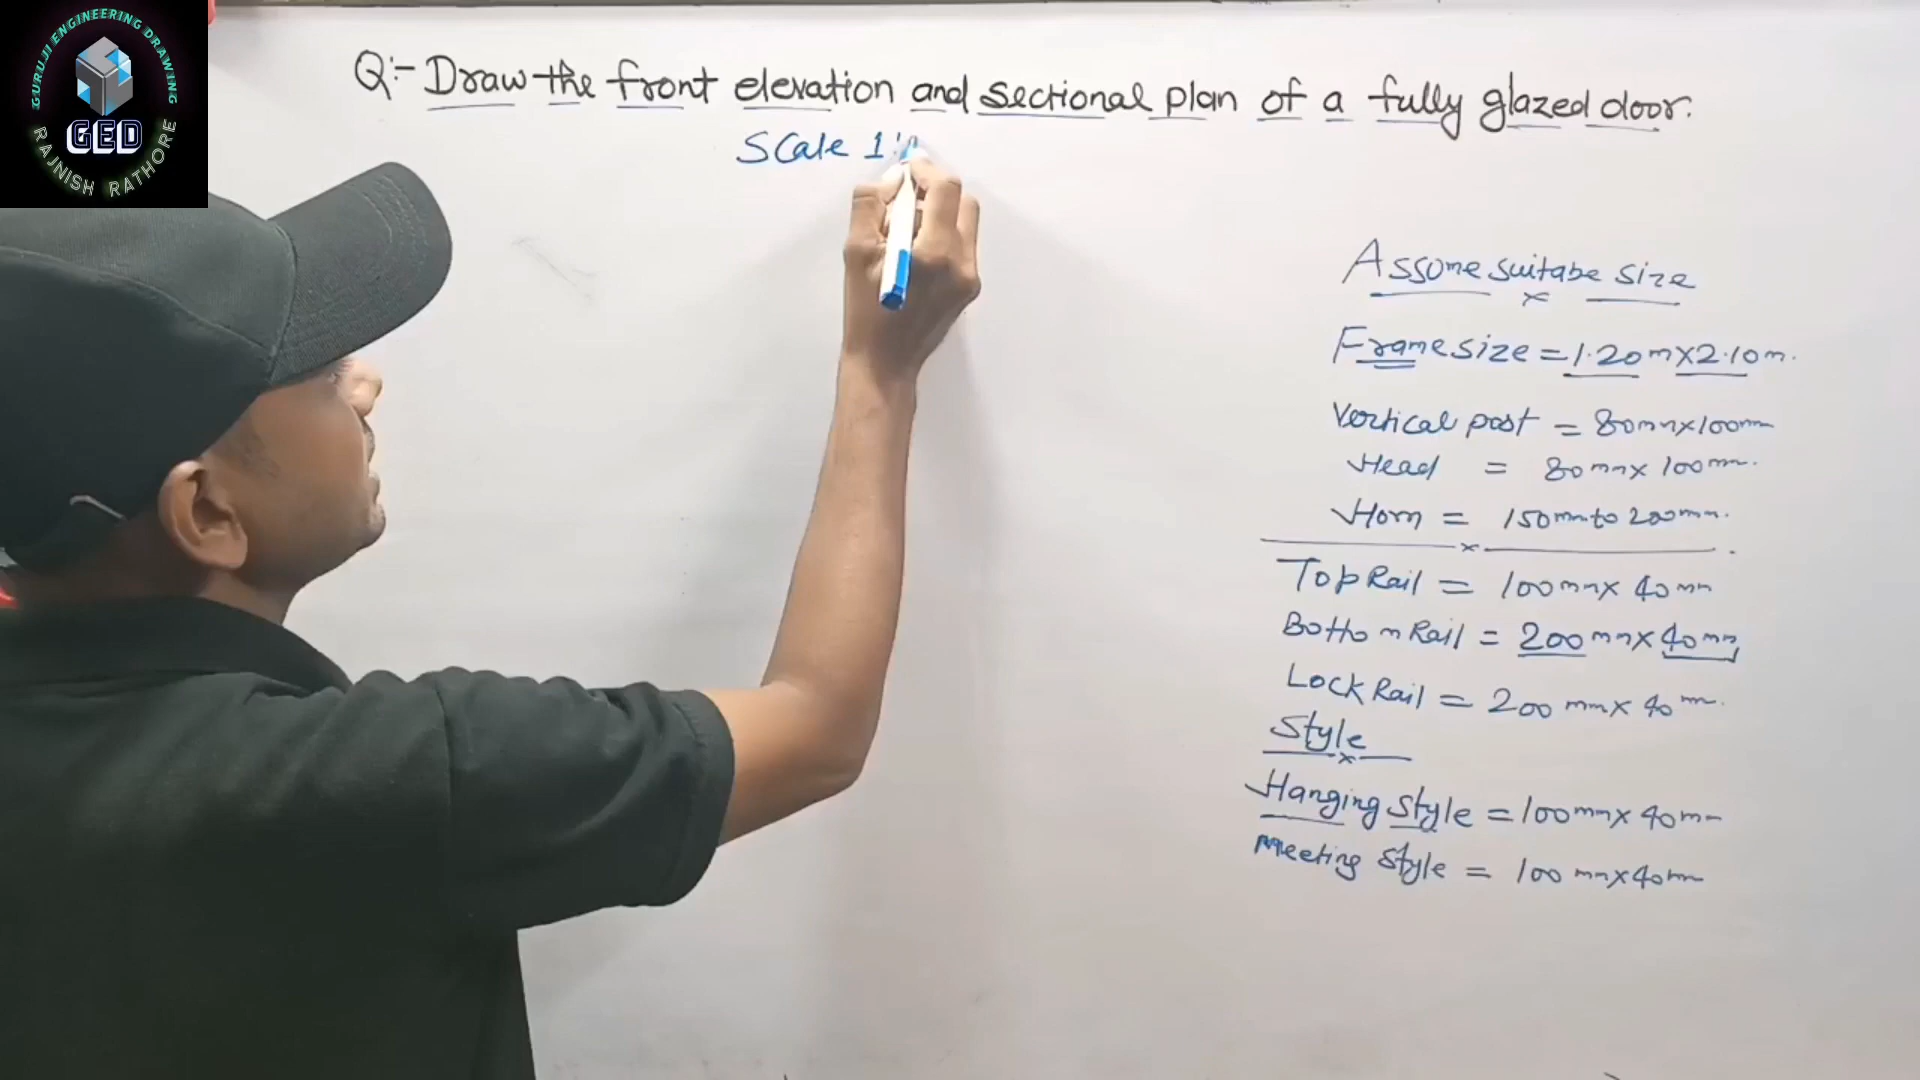 GURUJI ENGINEERING DRAWING
GED
RAJNISH RATHORE
Q:- Draw the front elevation and sectional plan of a fully glazed door.
Scale 1:
Assume suitabe size
Frame size = 1.20m x 2.10m.
Vertical post = 80mm x 100mm
Head = 80mm x 100mm.
Horn = 150mm to 200mm.
Top Rail = 100mm x 40mm
Bottom Rail = 200mm x 40mm
Lock Rail = 200mm x 40mm.
Style
Hanging Style = 100mm x 40mm
Meeting Style = 100mm x 40mm